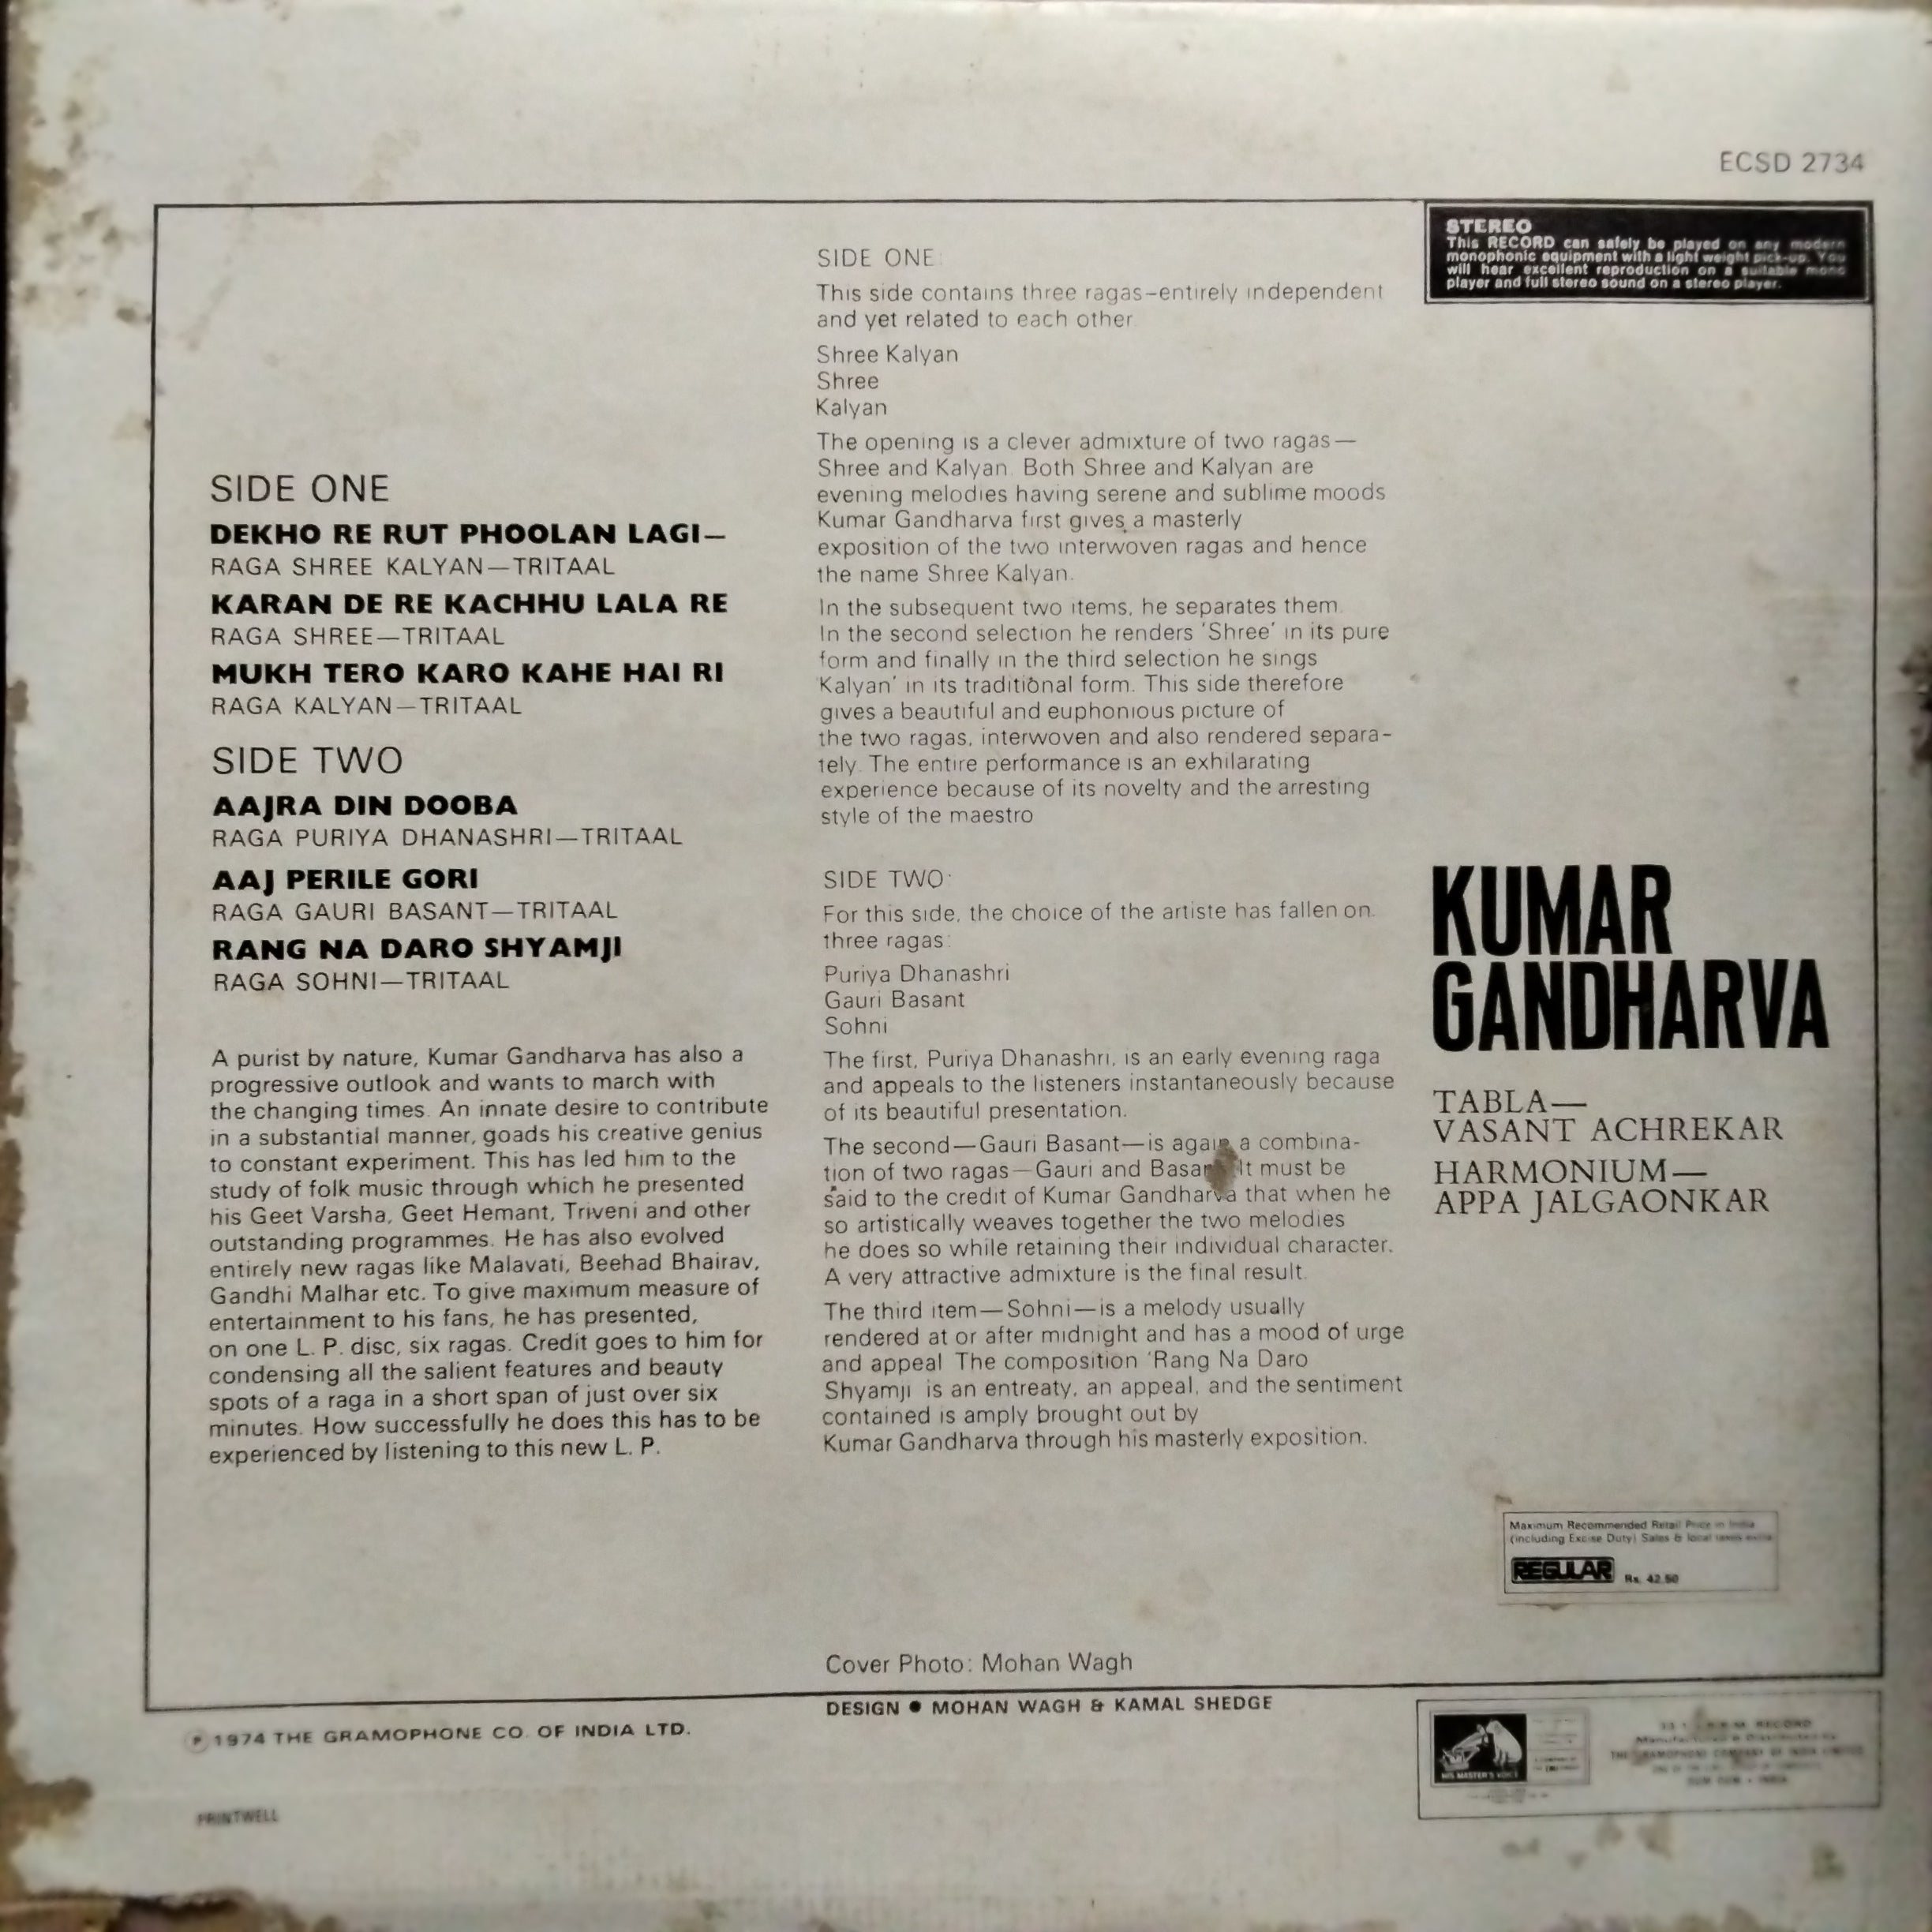 ECSD 2734
STEREO
This RECORD can safely be played on any modern
monophonic equipment with a light weight pick-up. You
will hear excellent reproduction on a suitable mono
player and full stereo sound on a stereo player.
SIDE ONE
DEKHO RE RUT PHOOLAN LAGI—
RAGA SHREE KALYAN—TRITAAL
KARAN DE RE KACHHU LALA RE
RAGA SHREE—TRITAAL
MUKH TERO KARO KAHE HAI RI
RAGA KALYAN—TRITAAL
SIDE TWO
AAJRA DIN DOOBA
RAGA PURIYA DHANASHRI—TRITAAL
AAJ PERILE GORI
RAGA GAURI BASANT—TRITAAL
RANG NA DARO SHYAMJI
RAGA SOHNI—TRITAAL
A purist by nature, Kumar Gandharva has also a
progressive outlook and wants to march with
the changing times. An innate desire to contribute
in a substantial manner, goads his creative genius
to constant experiment. This has led him to the
study of folk music through which he presented
his Geet Varsha, Geet Hemant, Triveni and other
outstanding programmes. He has also evolved
entirely new ragas like Malavati, Beehad Bhairav,
Gandhi Malhar etc. To give maximum measure of
entertainment to his fans, he has presented,
on one L. P. disc, six ragas. Credit goes to him for
condensing all the salient features and beauty
spots of a raga in a short span of just over six
minutes. How successfully he does this has to be
experienced by listening to this new L. P.
SIDE ONE:
This side contains three ragas–entirely independent
and yet related to each other
Shree Kalyan
Shree
Kalyan
The opening is a clever admixture of two ragas—
Shree and Kalyan. Both Shree and Kalyan are
evening melodies having serene and sublime moods
Kumar Gandharva first gives a masterly
exposition of the two interwoven ragas and hence
the name Shree Kalyan.
In the subsequent two items, he separates them.
In the second selection he renders 'Shree' in its pure
form and finally in the third selection he sings
'Kalyan' in its traditional form. This side therefore
gives a beautiful and euphonious picture of
the two ragas, interwoven and also rendered separa-
tely. The entire performance is an exhilarating
experience because of its novelty and the arresting
style of the maestro
SIDE TWO:
For this side, the choice of the artiste has fallen on
three ragas:
Puriya Dhanashri
Gauri Basant
Sohni
The first, Puriya Dhanashri, is an early evening raga
and appeals to the listeners instantaneously because
of its beautiful presentation.
The second—Gauri Basant—is again a combina-
tion of two ragas—Gauri and Basant. It must be
said to the credit of Kumar Gandharva that when he
so artistically weaves together the two melodies
he does so while retaining their individual character.
A very attractive admixture is the final result.
The third item—Sohni—is a melody usually
rendered at or after midnight and has a mood of urge
and appeal The composition 'Rang Na Daro
Shyamji is an entreaty, an appeal, and the sentiment
contained is amply brought out by
Kumar Gandharva through his masterly exposition.
KUMAR
GANDHARVA
TABLA—
VASANT ACHREKAR
HARMONIUM—
APPA JALGAONKAR
Maximum Recommended Retail Price in India
(including Excise Duty) Sales & local taxes extra
REGULAR Rs. 42.50
Cover Photo: Mohan Wagh
DESIGN ● MOHAN WAGH & KAMAL SHEDGE
℗ 1974 THE GRAMOPHONE CO. OF INDIA LTD.
HIS MASTER'S VOICE
RECORD
THE GRAMOPHONE COMPANY OF INDIA LIMITED
DUM DUM • INDIA
PRINTWELL